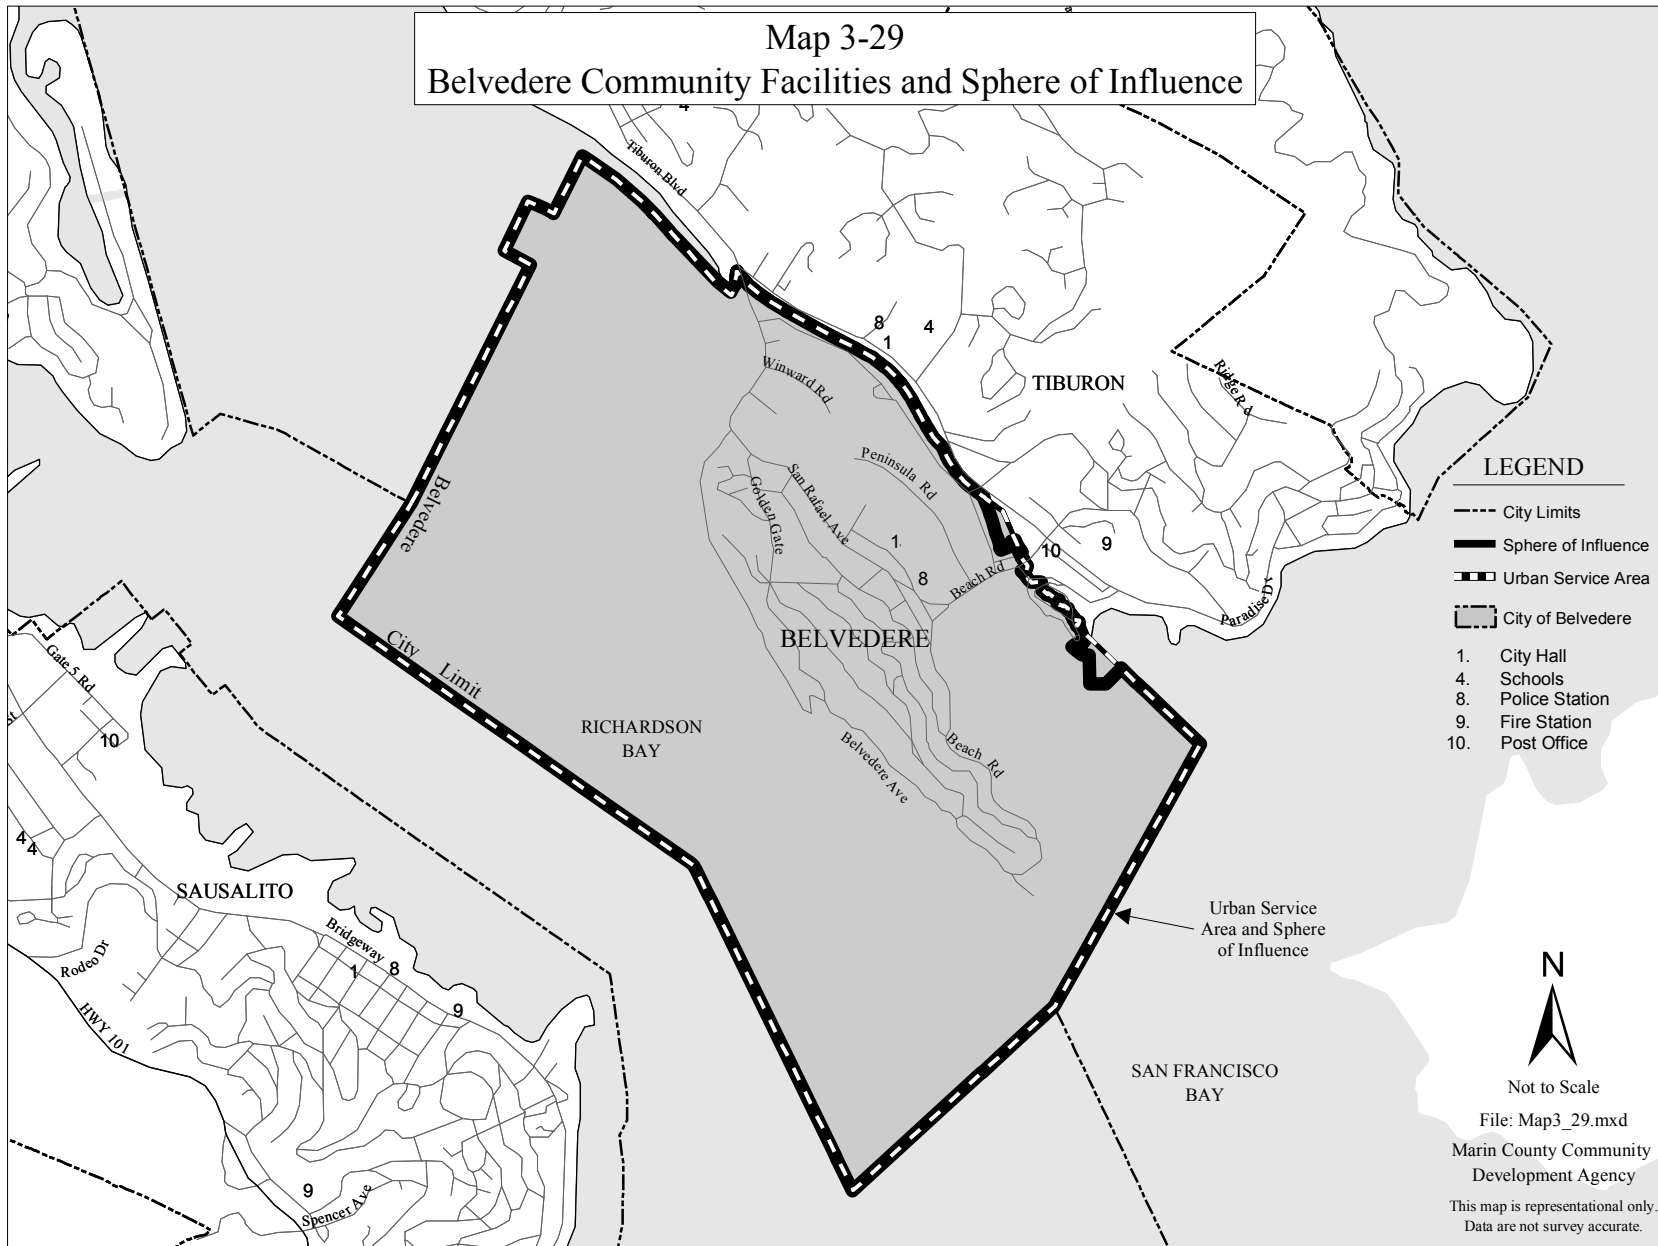 Map 3-29
Belvedere Community Facilities and Sphere of Influence
4
Tiburon Blvd
8
4
1
TIBURON
Ridge Rd
Winward Rd
Peninsula Rd
San Rafael Ave
Golden Gate
1
8
Beach Rd
10
9
Paradise Dr
Belvedere
City Limit
BELVEDERE
RICHARDSON
BAY
Belvedere Ave
Beach Rd
Gate 5 Rd
st
10
4
4
SAUSALITO
Bridgeway
Rodeo Dr
1
8
9
HWY 101
9
Spencer Ave
Urban Service
Area and Sphere
of Influence
SAN FRANCISCO
BAY
LEGEND
City Limits
Sphere of Influence
Urban Service Area
City of Belvedere
1. City Hall
4. Schools
8. Police Station
9. Fire Station
10. Post Office
N
Not to Scale
File: Map3_29.mxd
Marin County Community
Development Agency
This map is representational only.
Data are not survey accurate.